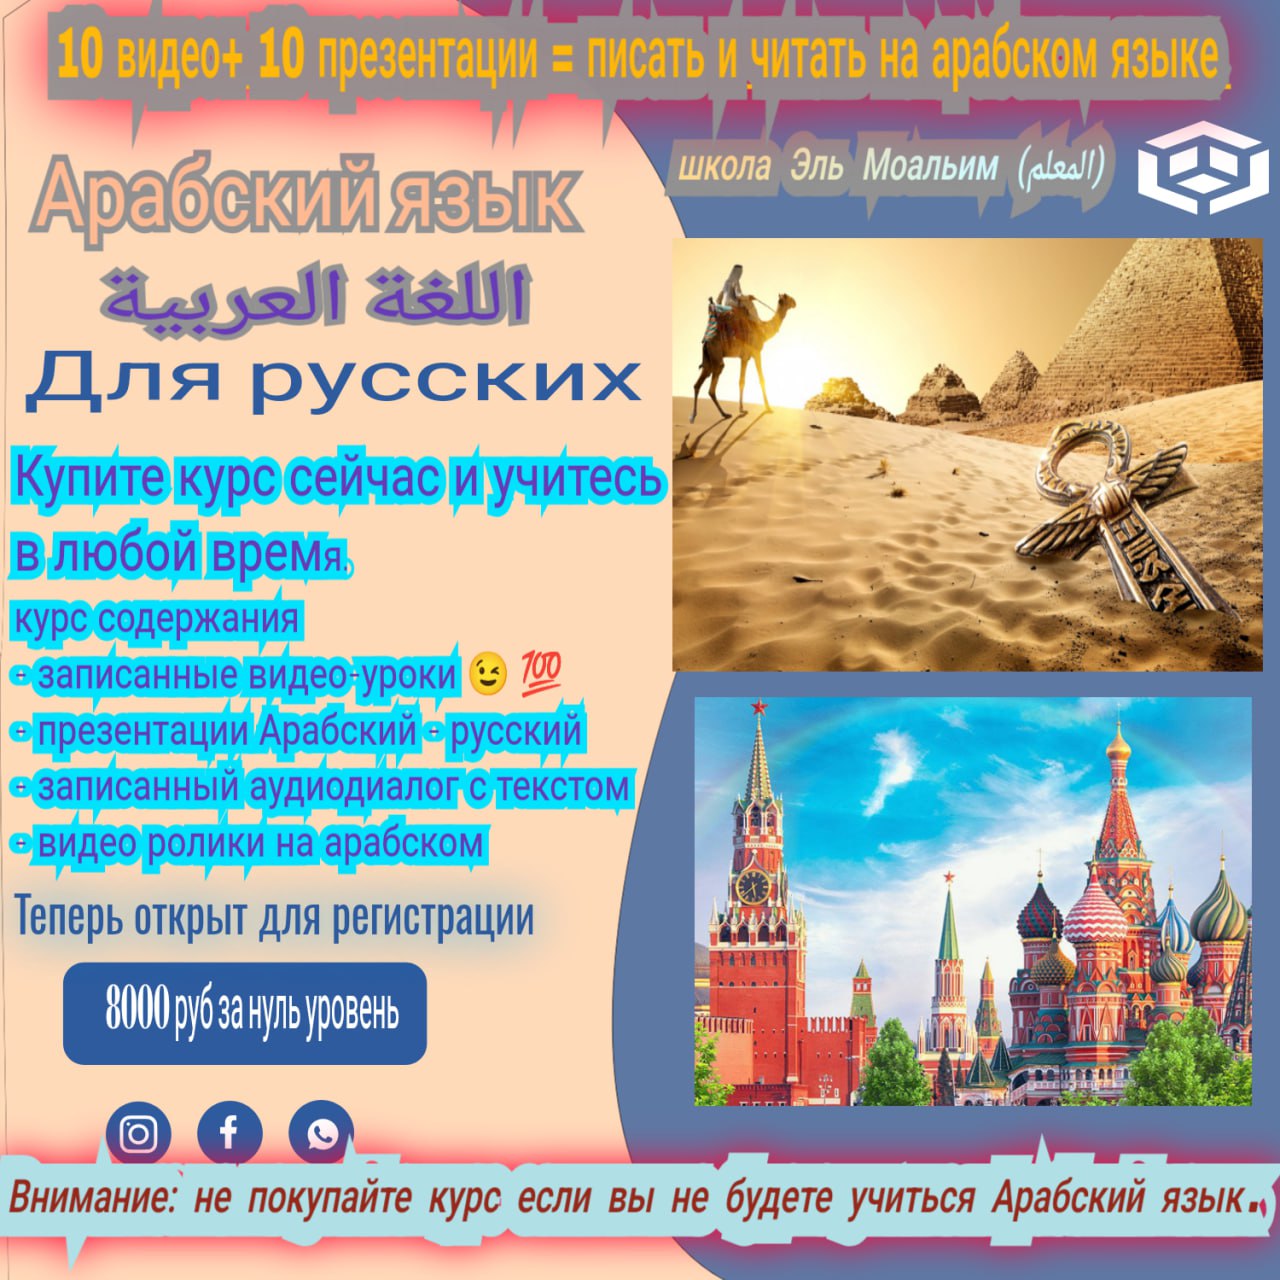 10 видео+ 10 презентации = писать и читать на арабском языке
школа Эль Моальим (المعلم)
Арабский язык
اللغة العربية
Для русских
Купите курс сейчас и учитесь
в любой время.
курс содержания
- записанные видео-уроки 😉 💯
- презентации Арабский - русский
- записанный аудиодиалог с текстом
- видео ролики на арабском
Теперь открыт для регистрации
8000 руб за нуль уровень
Внимание: не покупайте курс если вы не будете учиться Арабский язык..